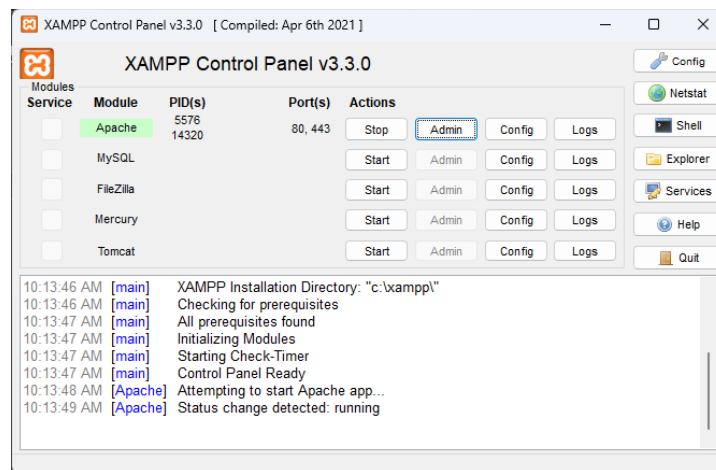 XAMPP Control Panel v3.3.0 [ Compiled: Apr 6th 2021 ]
XAMPP Control Panel v3.3.0
Config
Modules
Service Module PID(s) Port(s) Actions
Netstat
Apache 5576 14320 80, 443 Stop Admin Config Logs
Shell
MySQL Start Admin Config Logs
Explorer
FileZilla Start Admin Config Logs
Services
Mercury Start Admin Config Logs
Help
Tomcat Start Admin Config Logs
Quit
10:13:46 AM [main] XAMPP Installation Directory: "c:\xampp\"
10:13:46 AM [main] Checking for prerequisites
10:13:47 AM [main] All prerequisites found
10:13:47 AM [main] Initializing Modules
10:13:47 AM [main] Starting Check-Timer
10:13:47 AM [main] Control Panel Ready
10:13:48 AM [Apache] Attempting to start Apache app...
10:13:49 AM [Apache] Status change detected: running